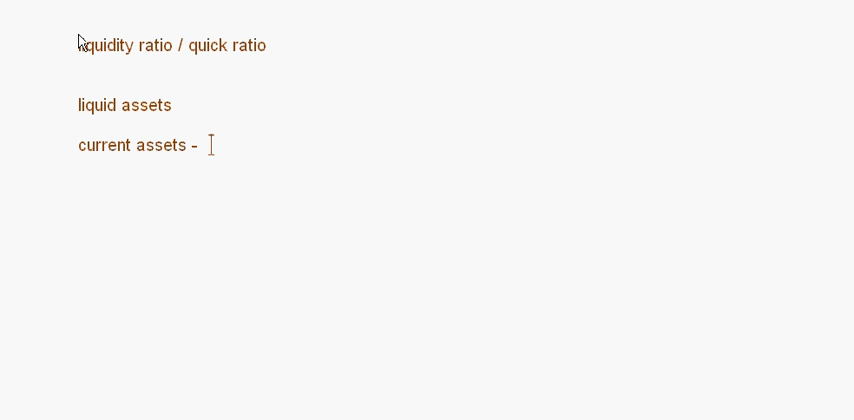 liquidity ratio / quick ratio
liquid assets
current assets -